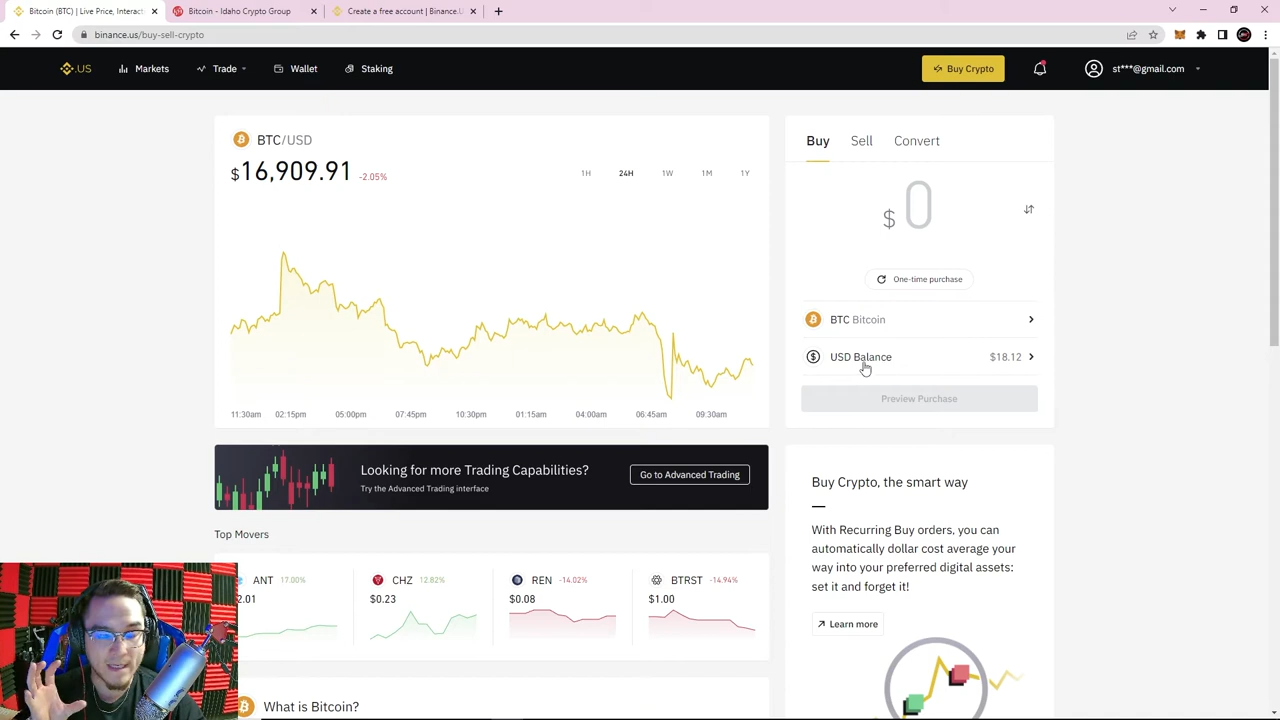 Bitcoin (BTC) | Live Price, Interact
Bitcoin - Idaho Crypto Group
Create a free account | Binance.U
binance.us/buy-sell-crypto
.US
Markets
Trade
Wallet
Staking
Buy Crypto
st***@gmail.com
BTC/USD
$16,909.91 -2.05%
1H 24H 1W 1M 1Y
11:30am 02:15pm 05:00pm 07:45pm 10:30pm 01:15am 04:00am 06:45am 09:30am
Buy Sell Convert
$ 0
One-time purchase
BTC Bitcoin
USD Balance $18.12
Preview Purchase
Looking for more Trading Capabilities?
Try the Advanced Trading interface
Go to Advanced Trading
Top Movers
ANT 17.00%
2.01
CHZ 12.82%
$0.23
REN -14.02%
$0.08
BTRST -14.94%
$1.00
What is Bitcoin?
Buy Crypto, the smart way
With Recurring Buy orders, you can
automatically dollar cost average your
way into your preferred digital assets:
set it and forget it!
Learn more